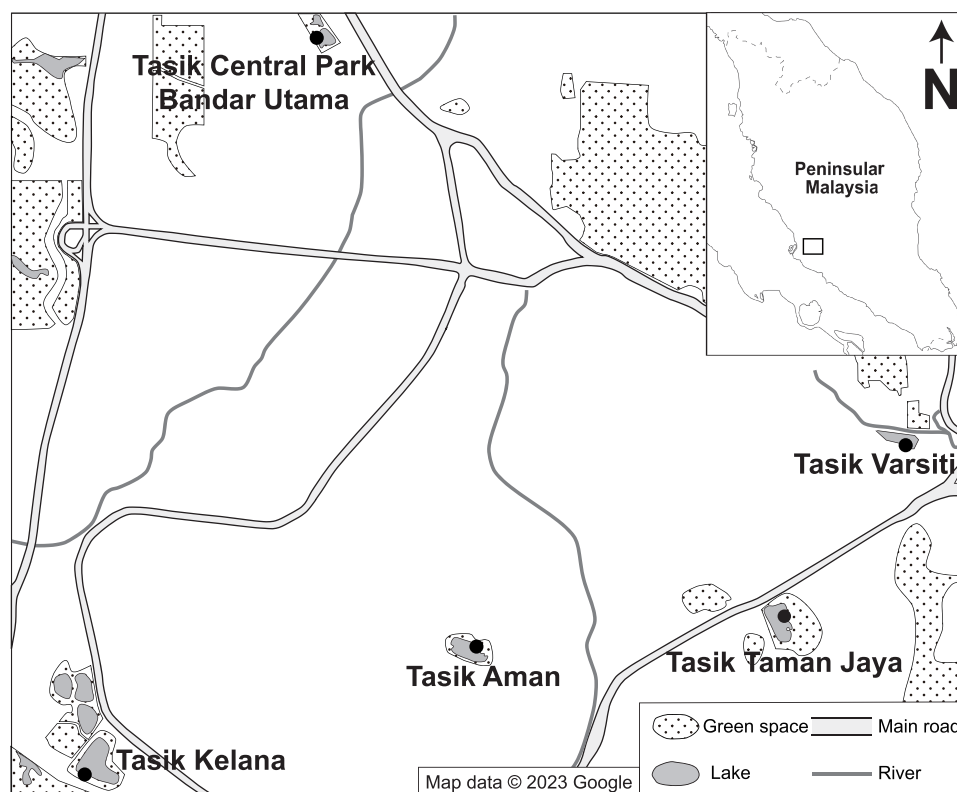 Tasik Central Park
Bandar Utama
N
Peninsular
Malaysia
Tasik Varsiti
Tasik Aman
Tasik Taman Jaya
Tasik Kelana
Green space
Main road
Lake
River
Map data © 2023 Google